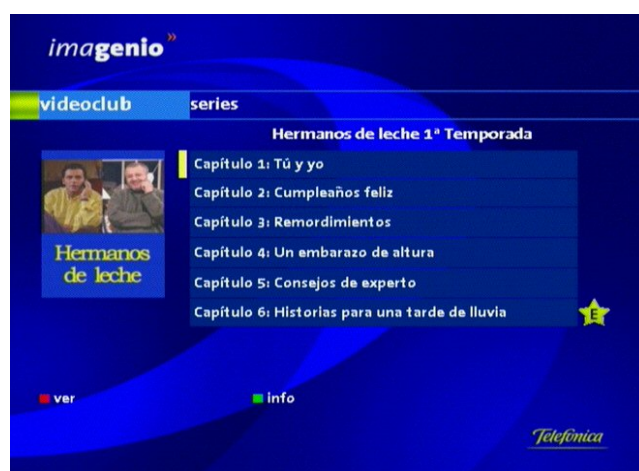 imagenio»
videoclub series
Hermanos de leche 1ª Temporada
Capítulo 1: Tú y yo
Capítulo 2: Cumpleaños feliz
Capítulo 3: Remordimientos
Hermanos
de leche
Capítulo 4: Un embarazo de altura
Capítulo 5: Consejos de experto
Capítulo 6: Historias para una tarde de lluvia
E
ver info
Telefónica